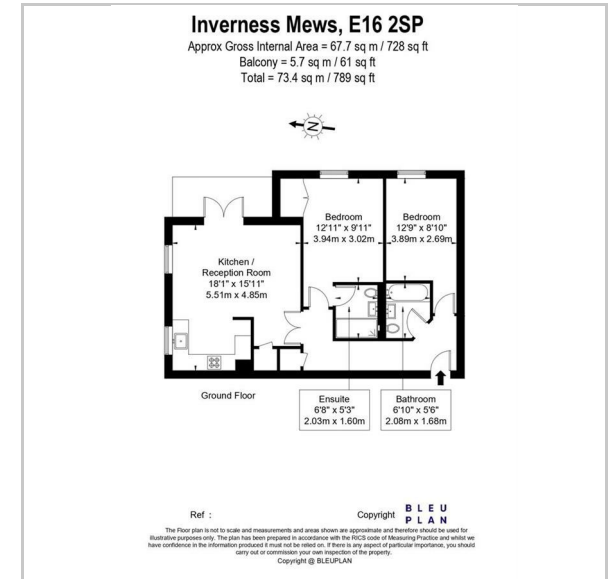 Inverness Mews, E16 2SP
Approx Gross Internal Area = 67.7 sq m / 728 sq ft
Balcony = 5.7 sq m / 61 sq ft
Total = 73.4 sq m / 789 sq ft
N
Bedroom
12'11" x 9'11"
3.94m x 3.02m
Bedroom
12'9" x 8'10"
3.89m x 2.69m
Kitchen /
Reception Room
18'1" x 15'11"
5.51m x 4.85m
Ground Floor
Ensuite
6'8" x 5'3"
2.03m x 1.60m
Bathroom
6'10" x 5'6"
2.08m x 1.68m
Ref :
Copyright
BLEU
PLAN
The Floor plan is not to scale and measurements and areas shown are approximate and therefore should be used for
illustrative purposes only. The plan has been prepared in accordance with the RICS code of Measuring Practice and whilst we
have confidence in the information produced it must not be relied on. If there is any aspect of particular importance, you should
carry out or commission your own inspection of the property.
Copyright @ BLEUPLAN